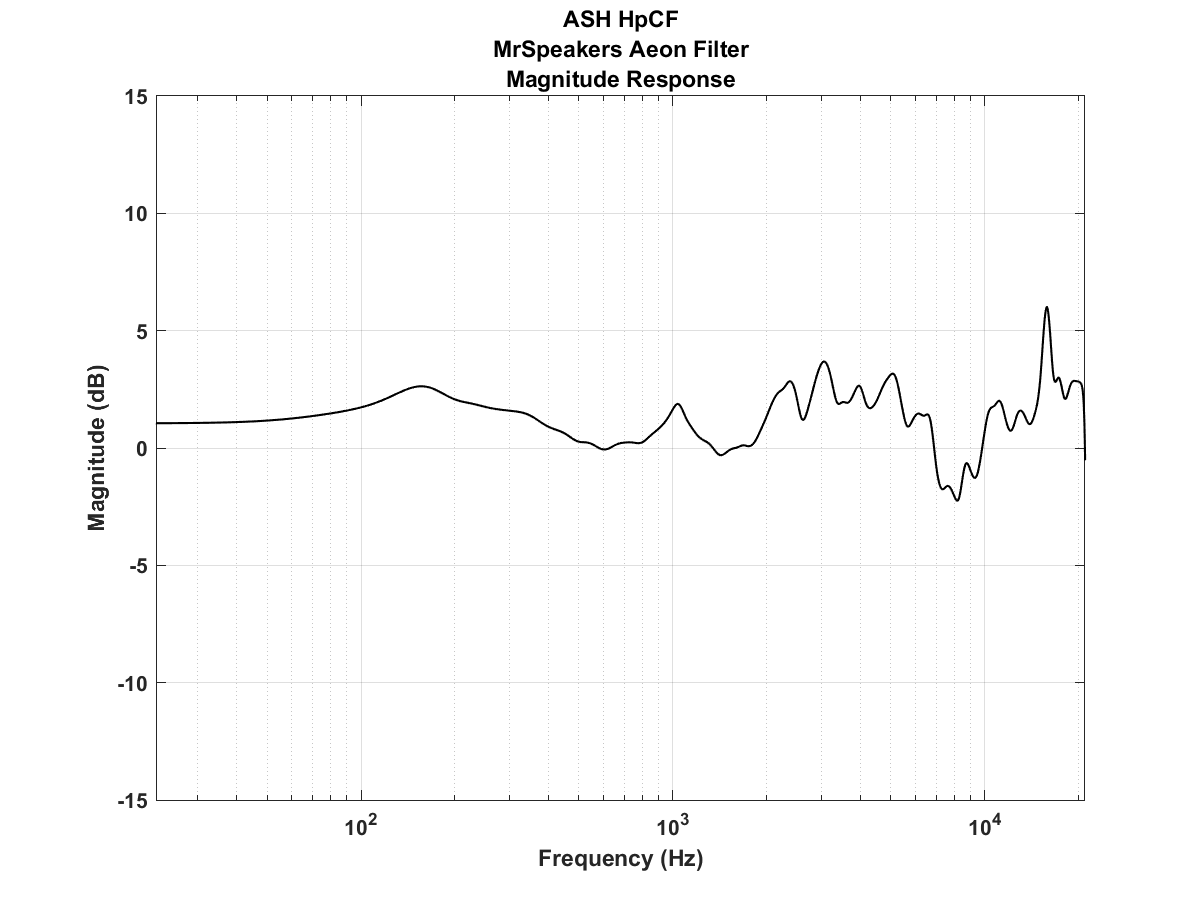 ASH HpCF
MrSpeakers Aeon Filter
Magnitude Response
15
10
5
0
-5
-10
-15
Magnitude (dB)
10²
10³
10⁴
Frequency (Hz)